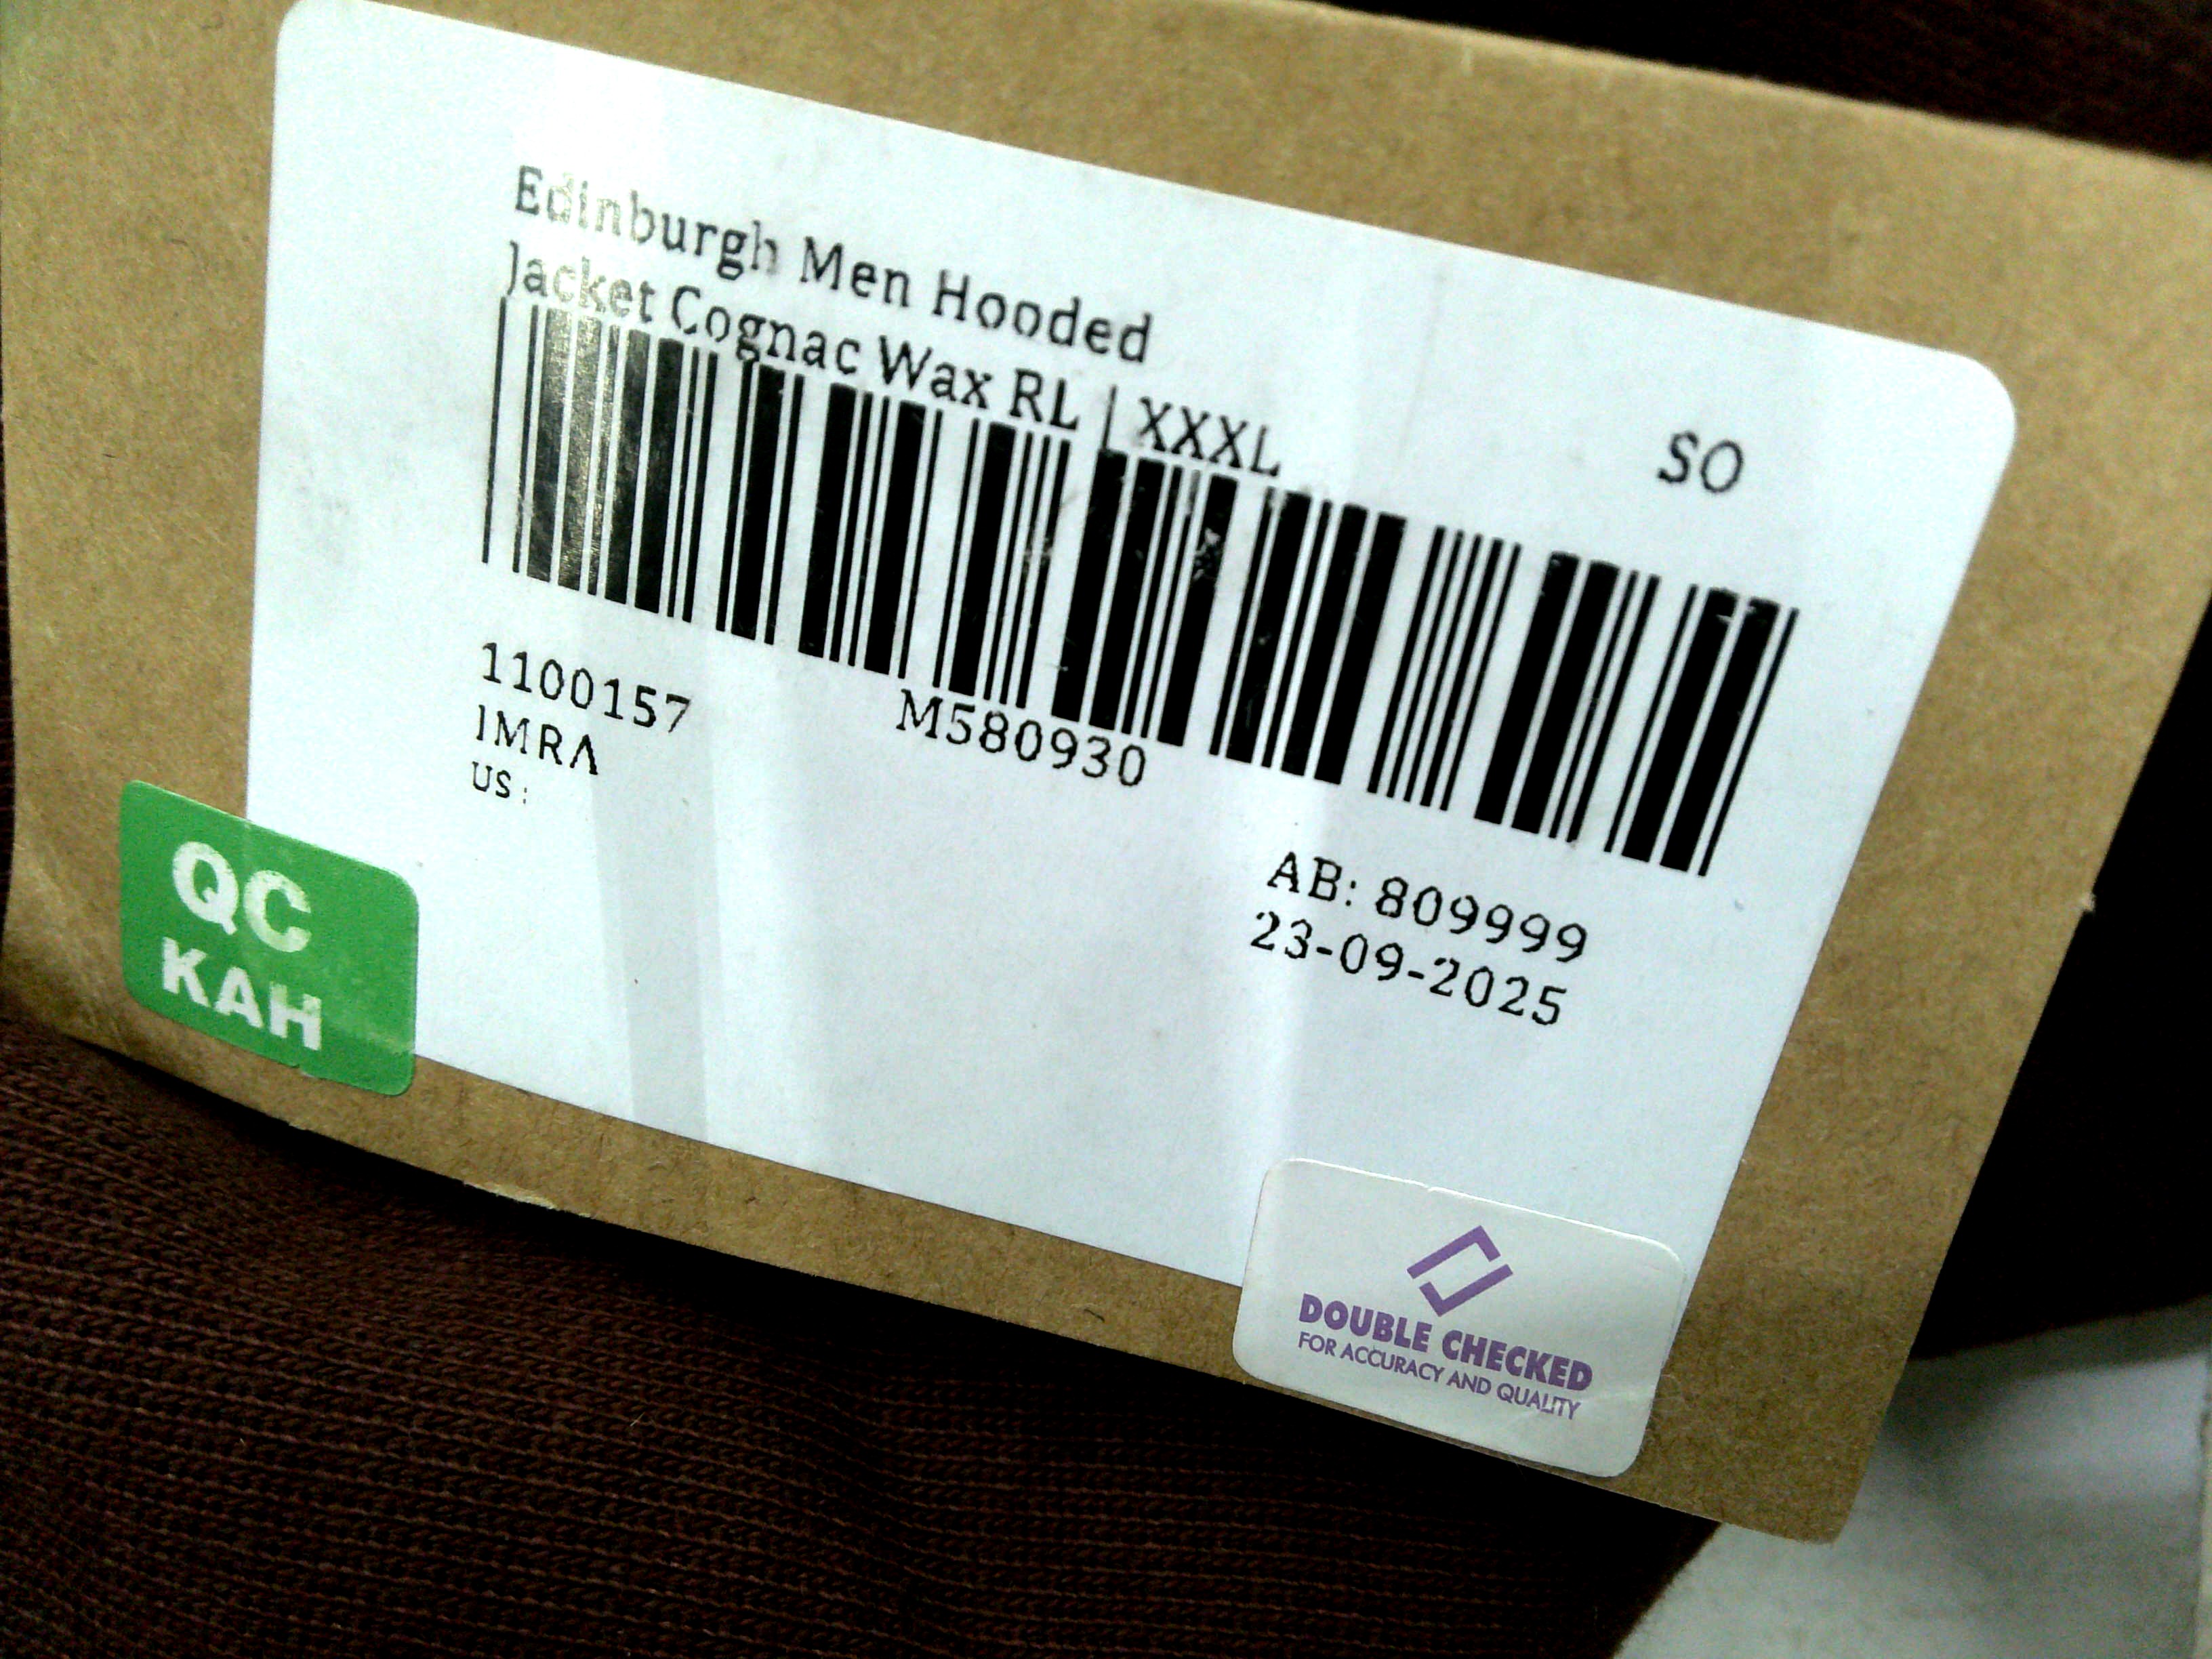 Edinburgh Men Hooded
Jacket Cognac Wax RL | XXXL
SO
1100157
M580930
IMRA
US :
AB: 809999
23-09-2025
QC
KAH
DOUBLE CHECKED
FOR ACCURACY AND QUALITY